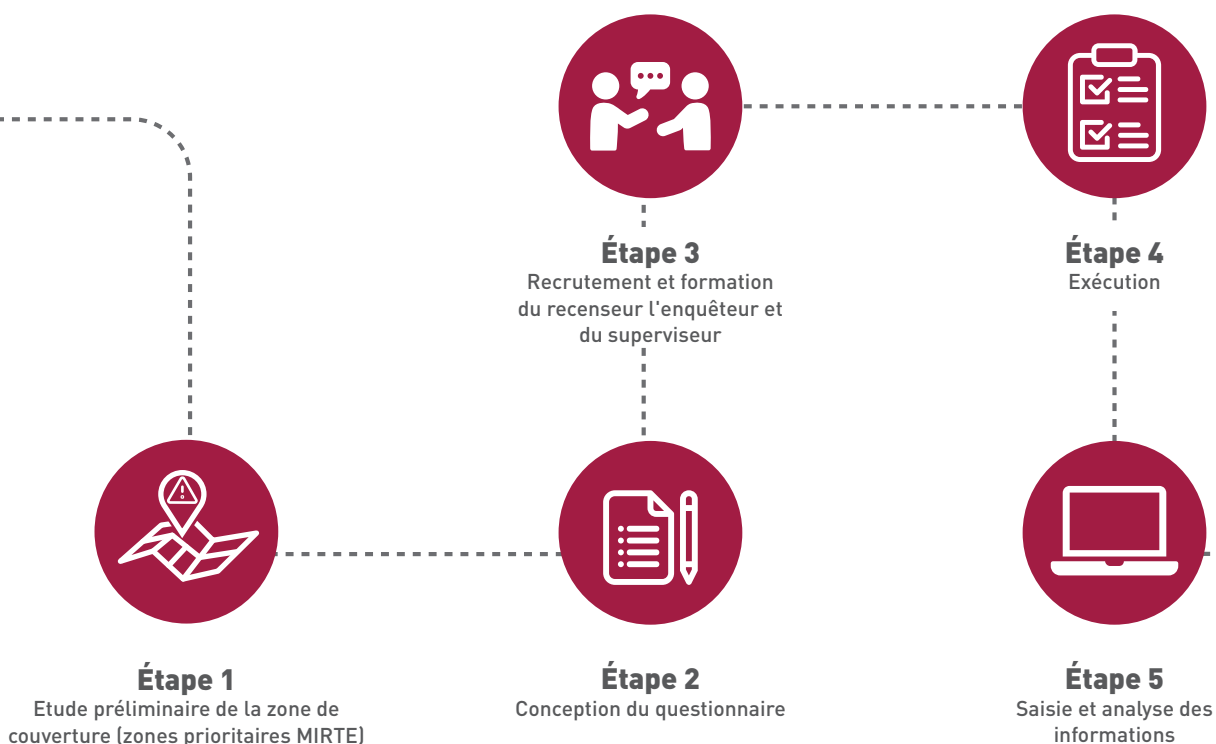 Étape 3
Recrutement et formation
du recenseur l'enquêteur et
du superviseur
Étape 4
Exécution
Étape 1
Etude préliminaire de la zone de
couverture (zones prioritaires MIRTE)
Étape 2
Conception du questionnaire
Étape 5
Saisie et analyse des
informations